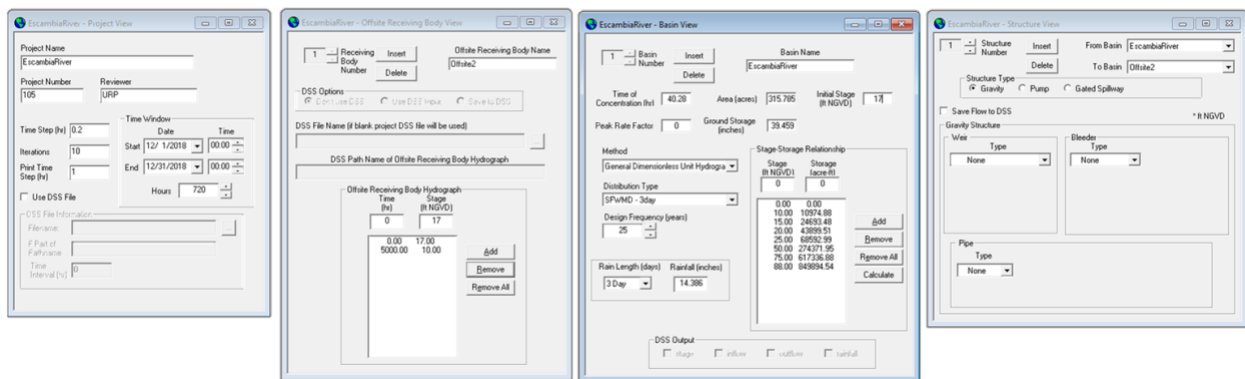 EscambiaRiver - Project View
Project Name
EscambiaRiver
Project Number Reviewer
105 URP
Time Step (hr) 0.2
Iterations 10
Print Time Step (hr) 1
Use DSS File
Time Window
Date Time
Start 12/ 1/2018 00:00
End 12/31/2018 00:00
Hours 720
DSS File Information
Filename:
F Part of Pathname:
Time Interval (hr) 0
EscambiaRiver - Offsite Receiving Body View
1 Receiving Body Number
Insert
Delete
Offsite Receiving Body Name
Offsite2
DSS Options
Don't use DSS Use DSS Input Save to DSS
DSS File Name (if blank project DSS file will be used)
...
DSS Path Name of Offsite Receiving Body Hydrograph
Offsite Receiving Body Hydrograph
Time (hr) Stage (ft NGVD)
0 17
0.00 17.00
5000.00 10.00
Add
Remove
Remove All
EscambiaRiver - Basin View
1 Basin Number
Insert
Delete
Basin Name
EscambiaRiver
Time of Concentration (hr) 40.28
Area (acres) 315.785
Initial Stage (ft NGVD) 17
Peak Rate Factor 0
Ground Storage (inches) 39.459
Method
General Dimensionless Unit Hydrogra
Distribution Type
SFWMD - 3day
Design Frequency (years)
25
Rain Length (days) Rainfall (inches)
3 Day 14.386
Stage-Storage Relationship
Stage (ft NGVD) Storage (acre-ft)
0 0
0.00 0.00
10.00 10974.88
15.00 24693.48
20.00 43899.51
25.00 68592.99
50.00 274371.95
75.00 617336.88
88.00 849894.54
Add
Remove
Remove All
Calculate
DSS Output
stage inflow outflow rainfall
EscambiaRiver - Structure View
1 Structure Number
Insert
Delete
From Basin EscambiaRiver
To Basin Offsite2
Structure Type
Gravity Pump Gated Spillway
Save Flow to DSS
* ft NGVD
Gravity Structure
Weir
Type
None
Bleeder
Type
None
Pipe
Type
None